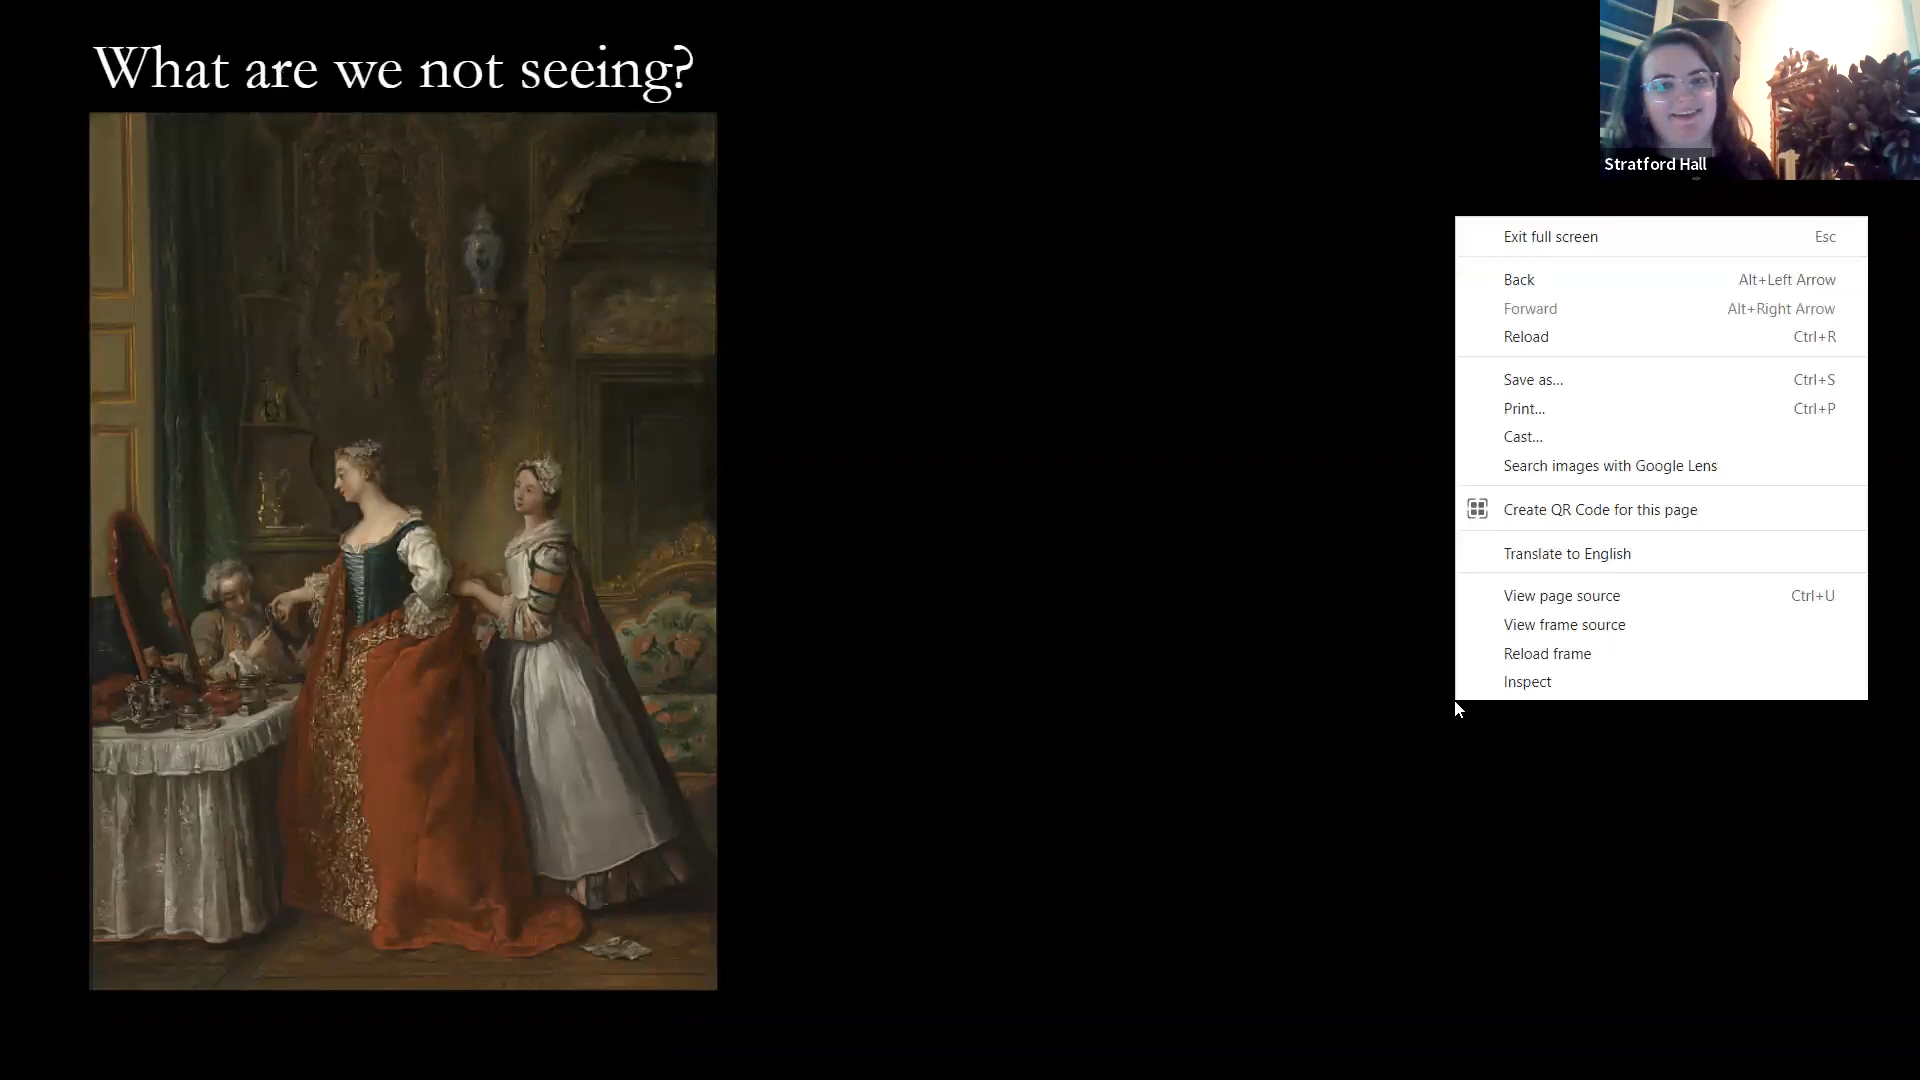 What are we not seeing?
Stratford Hall
Exit full screen Esc
Back Alt+Left Arrow
Forward Alt+Right Arrow
Reload Ctrl+R
Save as... Ctrl+S
Print... Ctrl+P
Cast...
Search images with Google Lens
Create QR Code for this page
Translate to English
View page source Ctrl+U
View frame source
Reload frame
Inspect